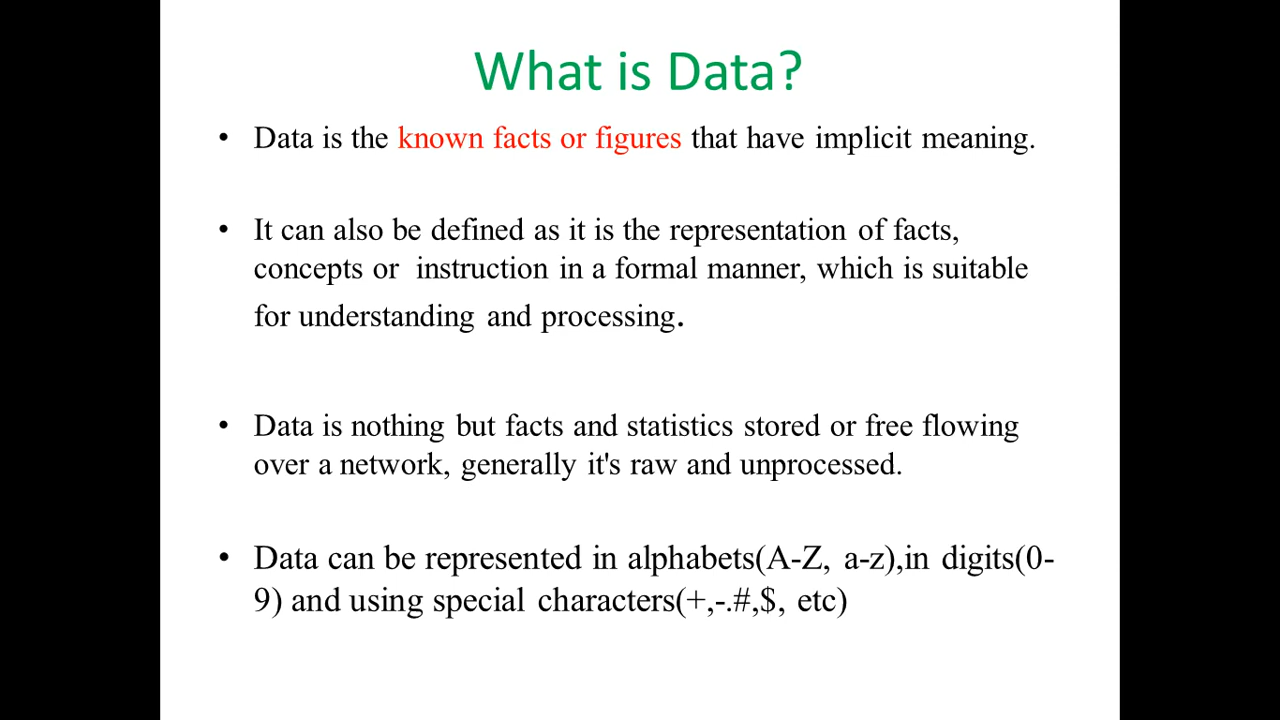 What is Data?
• Data is the known facts or figures that have implicit meaning.
• It can also be defined as it is the representation of facts,
concepts or instruction in a formal manner, which is suitable
for understanding and processing.
• Data is nothing but facts and statistics stored or free flowing
over a network, generally it's raw and unprocessed.
• Data can be represented in alphabets(A-Z, a-z),in digits(0-
9) and using special characters(+,-.#,$, etc)